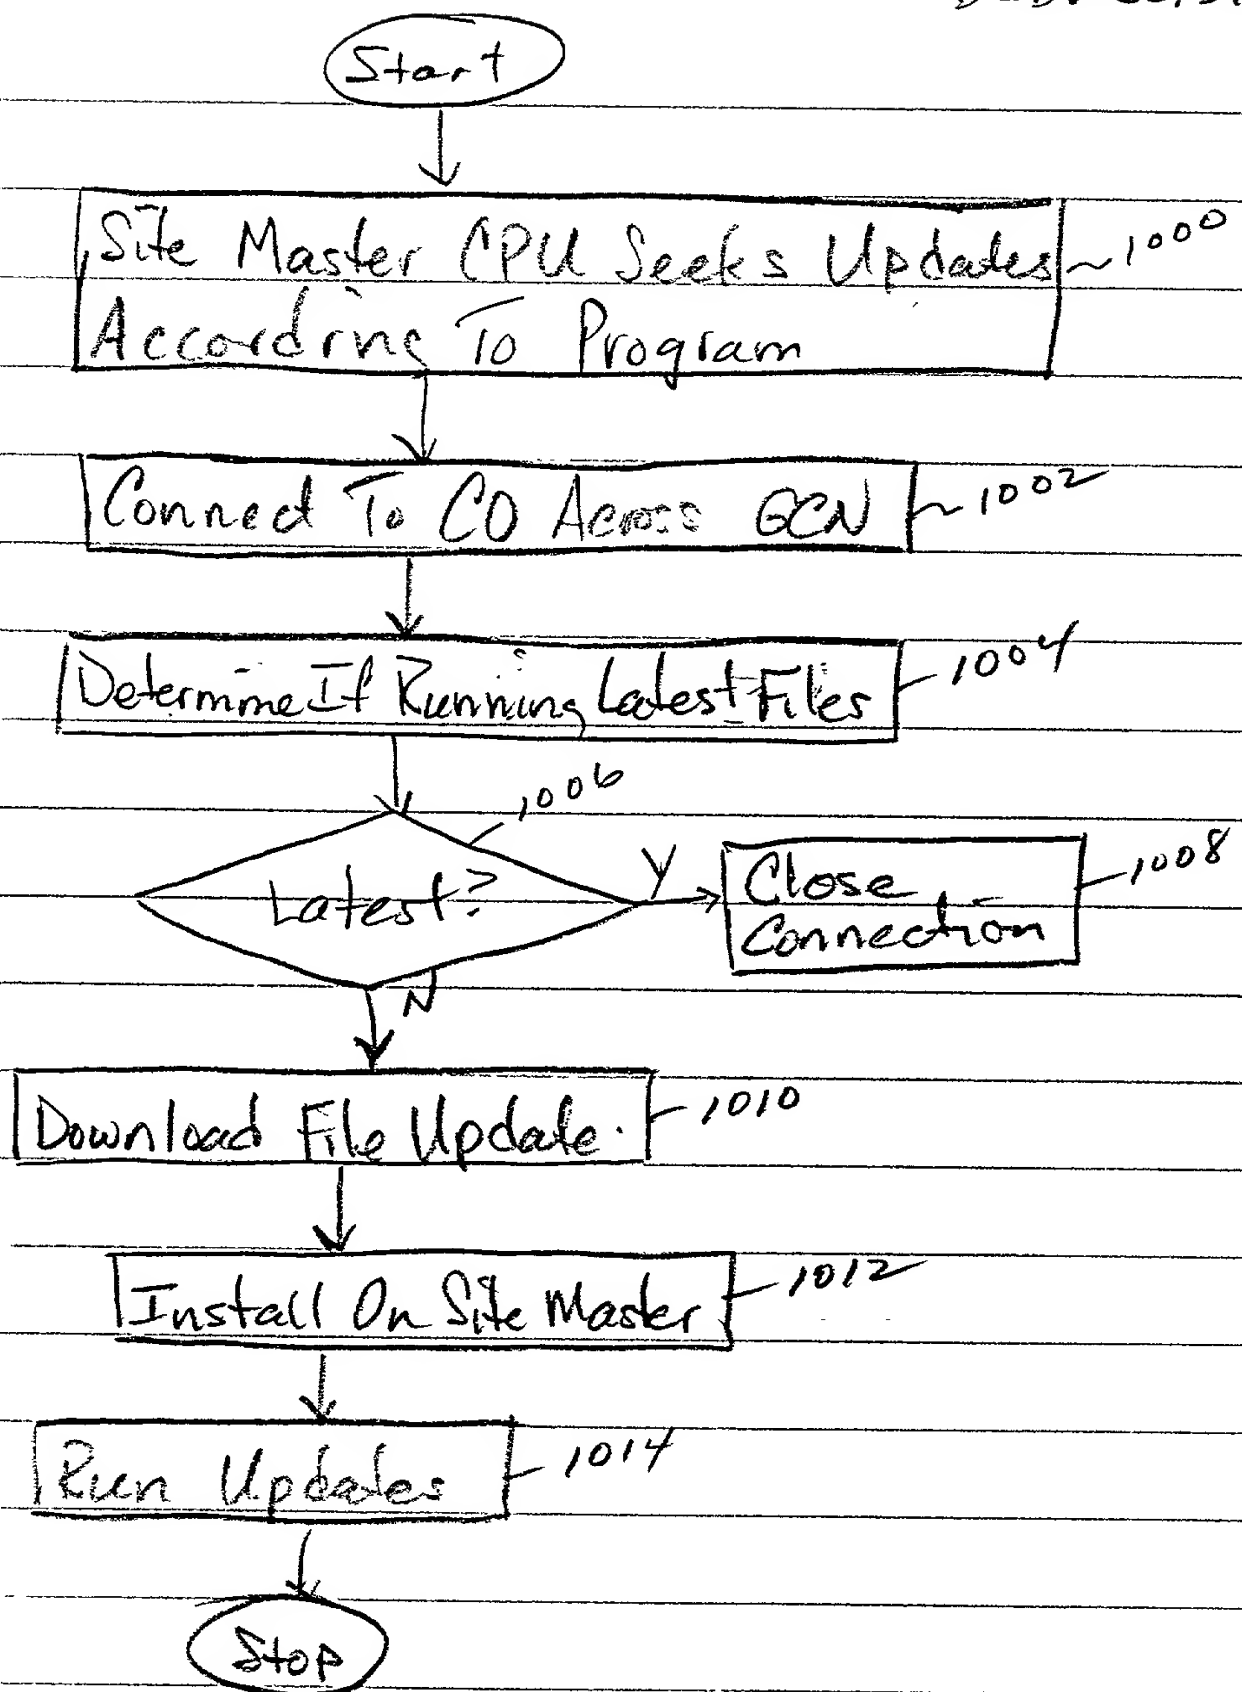 Start
Site Master CPU Seeks Updates
1000
According To Program
Connect To CO Across GCN
1002
Determine If Running Latest Files
1004
1006
Latest?
Y
Close
Connection
1008
N
Download File Update.
1010
Install On Site Master
1012
Run Updates
1014
Stop